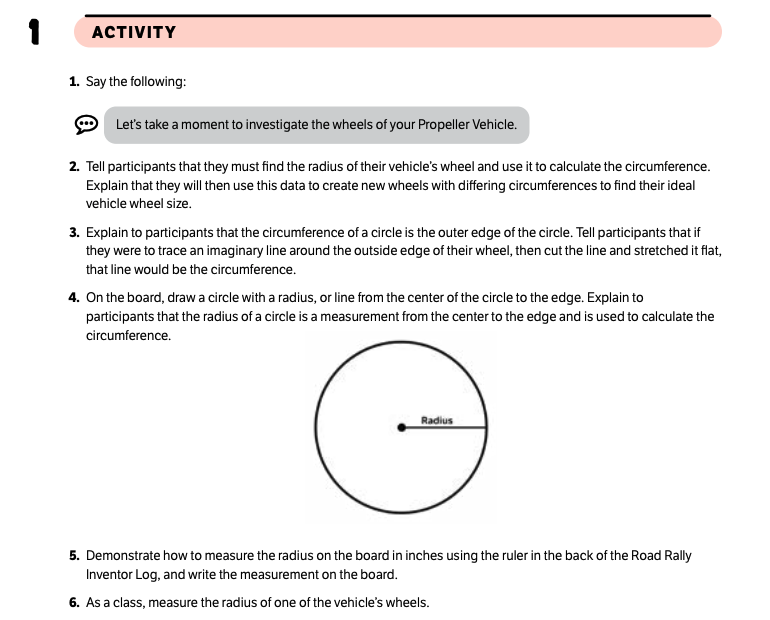 1 ACTIVITY
1. Say the following:
Let's take a moment to investigate the wheels of your Propeller Vehicle.
2. Tell participants that they must find the radius of their vehicle's wheel and use it to calculate the circumference.
Explain that they will then use this data to create new wheels with differing circumferences to find their ideal
vehicle wheel size.
3. Explain to participants that the circumference of a circle is the outer edge of the circle. Tell participants that if
they were to trace an imaginary line around the outside edge of their wheel, then cut the line and stretched it flat,
that line would be the circumference.
4. On the board, draw a circle with a radius, or line from the center of the circle to the edge. Explain to
participants that the radius of a circle is a measurement from the center to the edge and is used to calculate the
circumference.
Radius
5. Demonstrate how to measure the radius on the board in inches using the ruler in the back of the Road Rally
Inventor Log, and write the measurement on the board.
6. As a class, measure the radius of one of the vehicle's wheels.